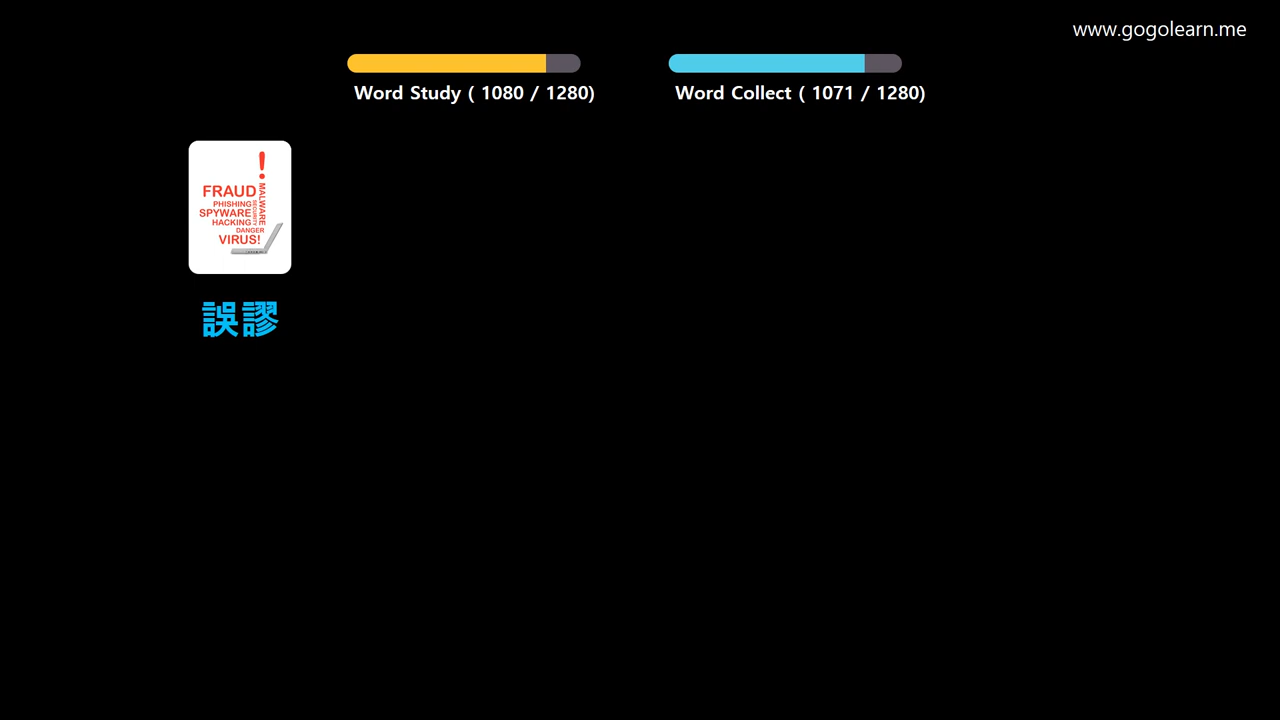 www.gogolearn.me
Word Study ( 1080 / 1280)
Word Collect ( 1071 / 1280)
!
FRAUD
PHISHING
SPYWARE
HACKING
DANGER
VIRUS!
MALWARE
SECURITY
誤謬